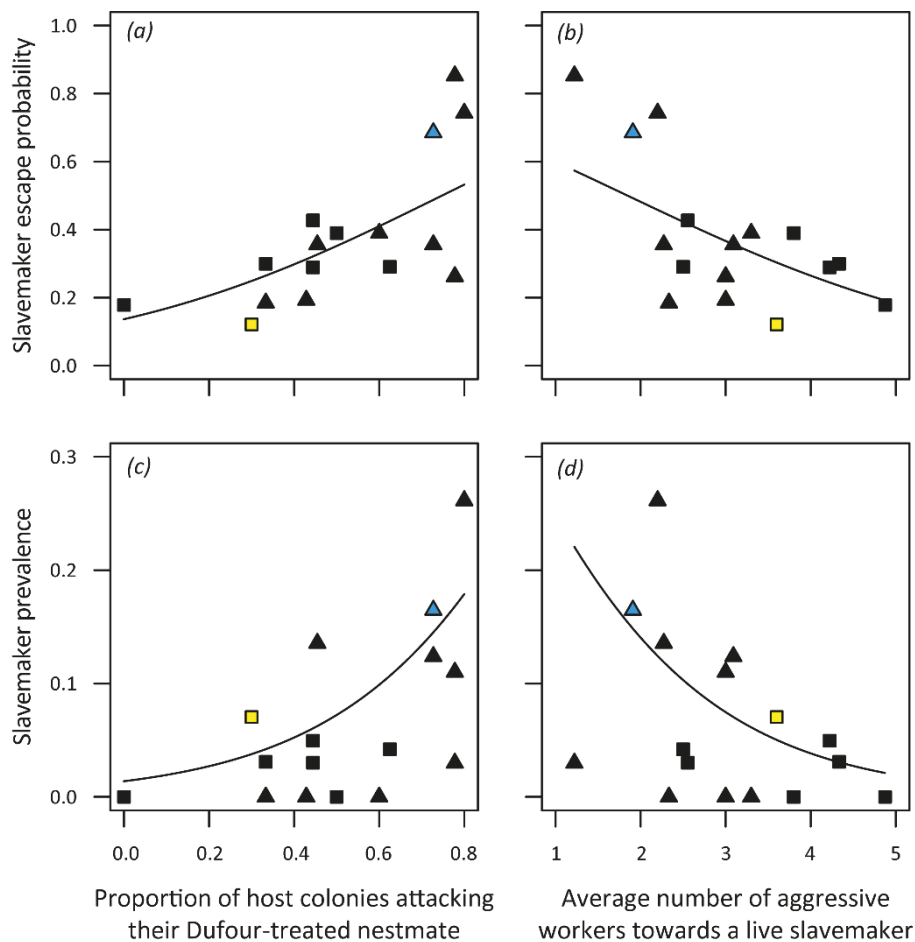 Slavemaker escape probability
1.0
0.8
0.6
0.4
0.2
0.0
(a)
(b)
Slavemaker prevalence
0.3
0.2
0.1
0.0
(c)
(d)
0.0 0.2 0.4 0.6 0.8
1 2 3 4 5
Proportion of host colonies attacking
their Dufour-treated nestmate
Average number of aggressive
workers towards a live slavemaker